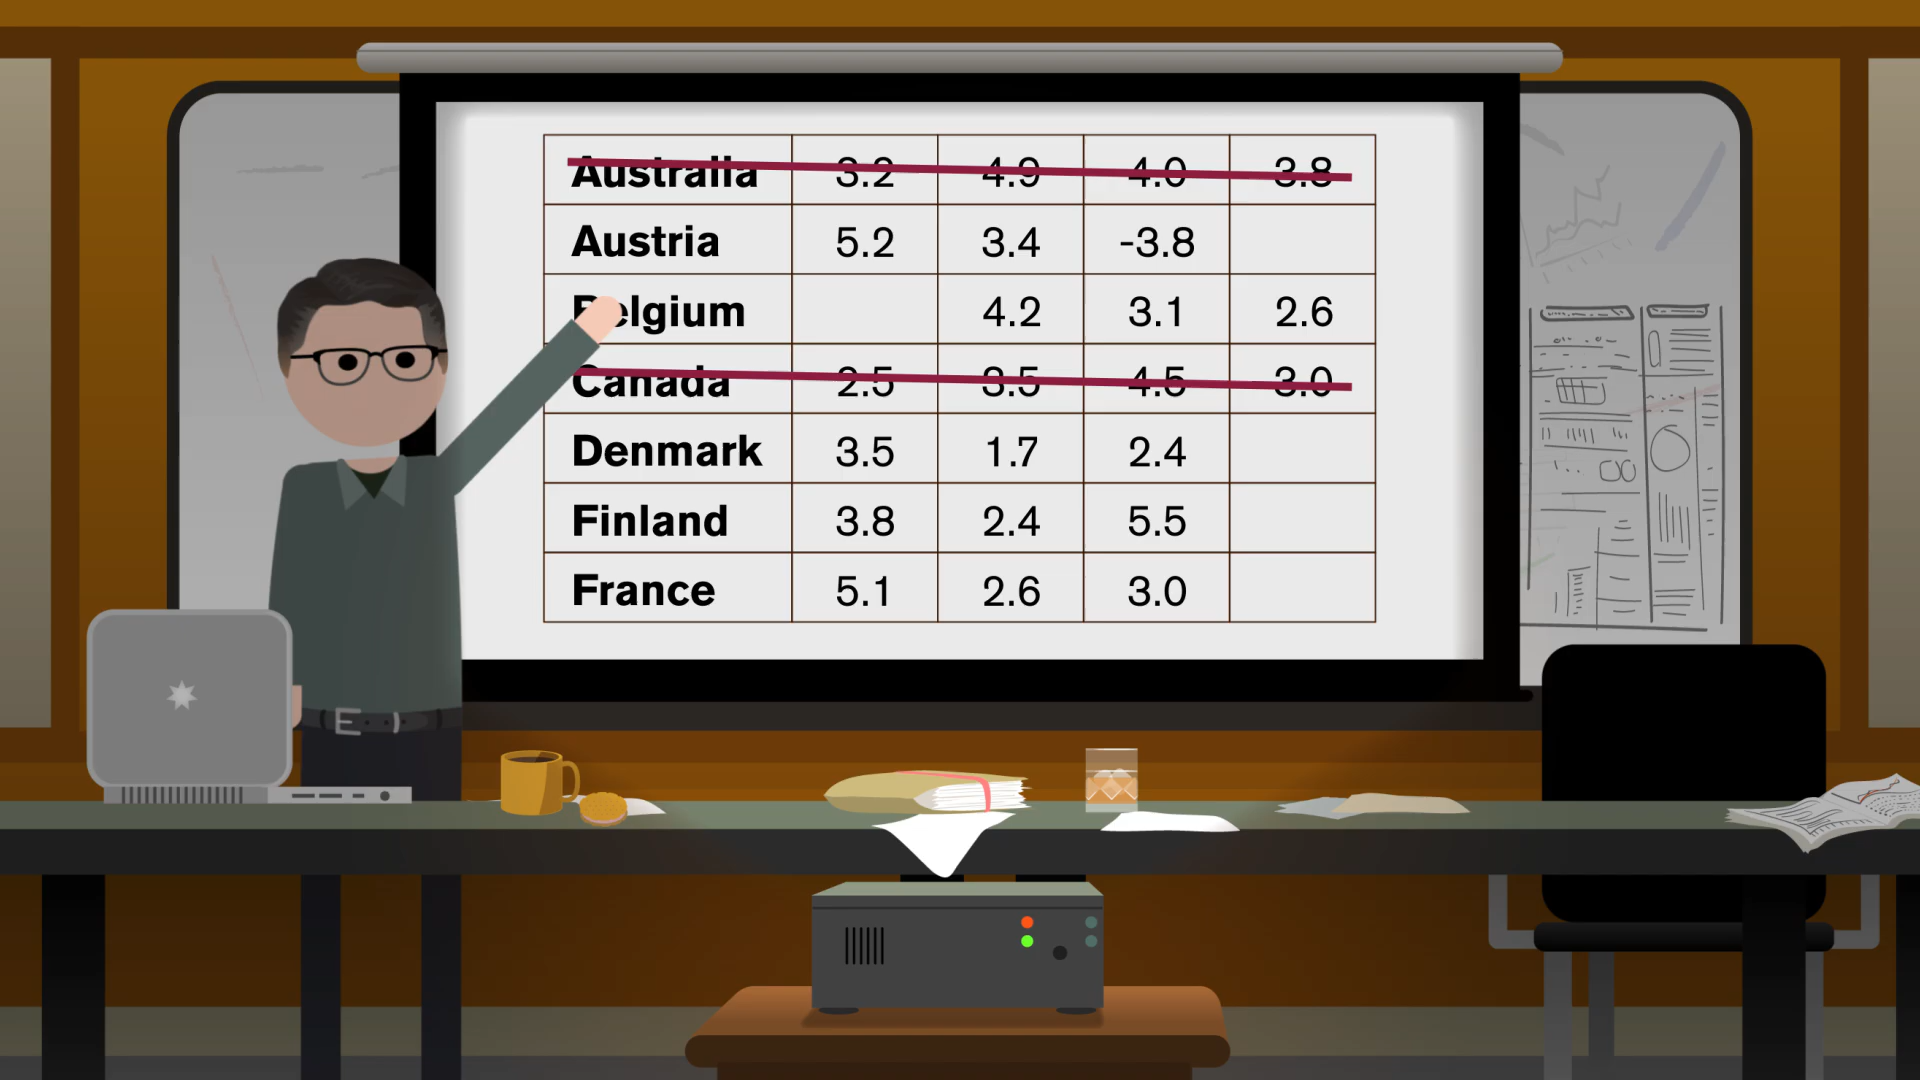 Australia 3.2 4.9 4.0 3.8
Austria 5.2 3.4 -3.8
Belgium 4.2 3.1 2.6
Canada 2.5 3.5 4.5 3.0
Denmark 3.5 1.7 2.4
Finland 3.8 2.4 5.5
France 5.1 2.6 3.0